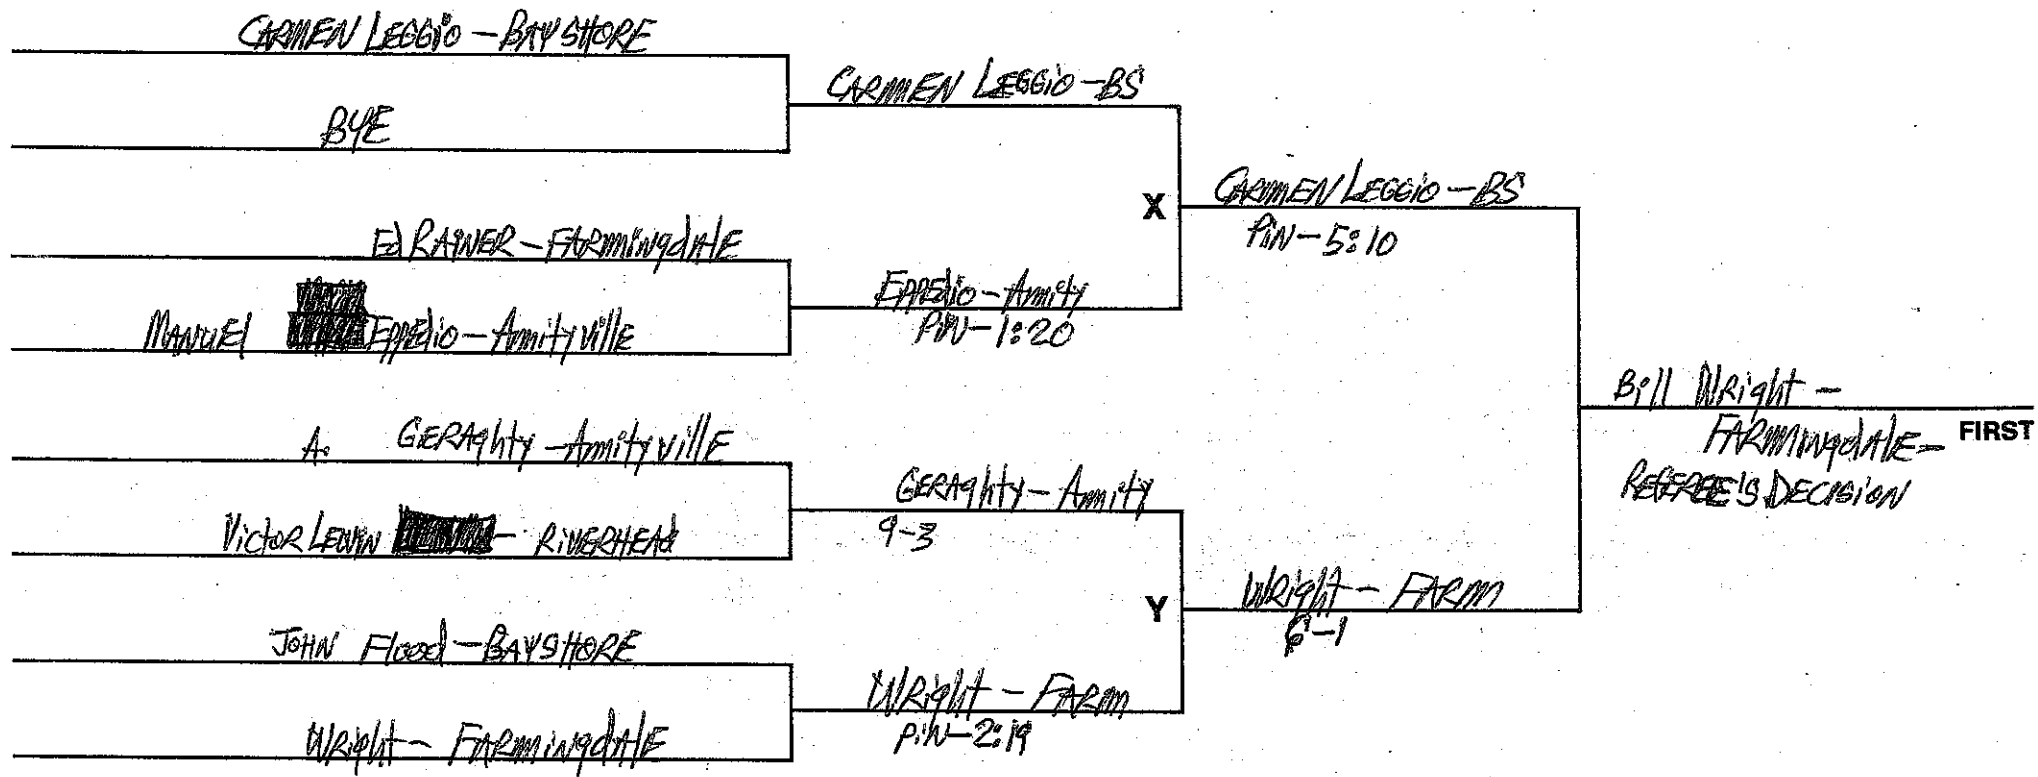 CARMEN LEGGIO - BAYSHORE
BYE
CARMEN LEGGIO - BS
Ed RAINER - FARMINgdAlE
MANUEl EppEdio - Amityville
EppEdio - Amity
PiN - 1:20
X
CARMEN LEGGiO - BS
PiN - 5:10
A. GERAghty - AmityvillE
Victor LEWIN - RiVERHEAd
GERAghty - Amity
9-3
JOHN Flood - BAYSHORE
WRight - FARMiNgdAlE
WRight - FARm
PiN - 2:19
Y
WRight - FARm
6-1
Bill WRight -
FARmiNgdAlE -
REFEREE'S DECISiON
FIRST